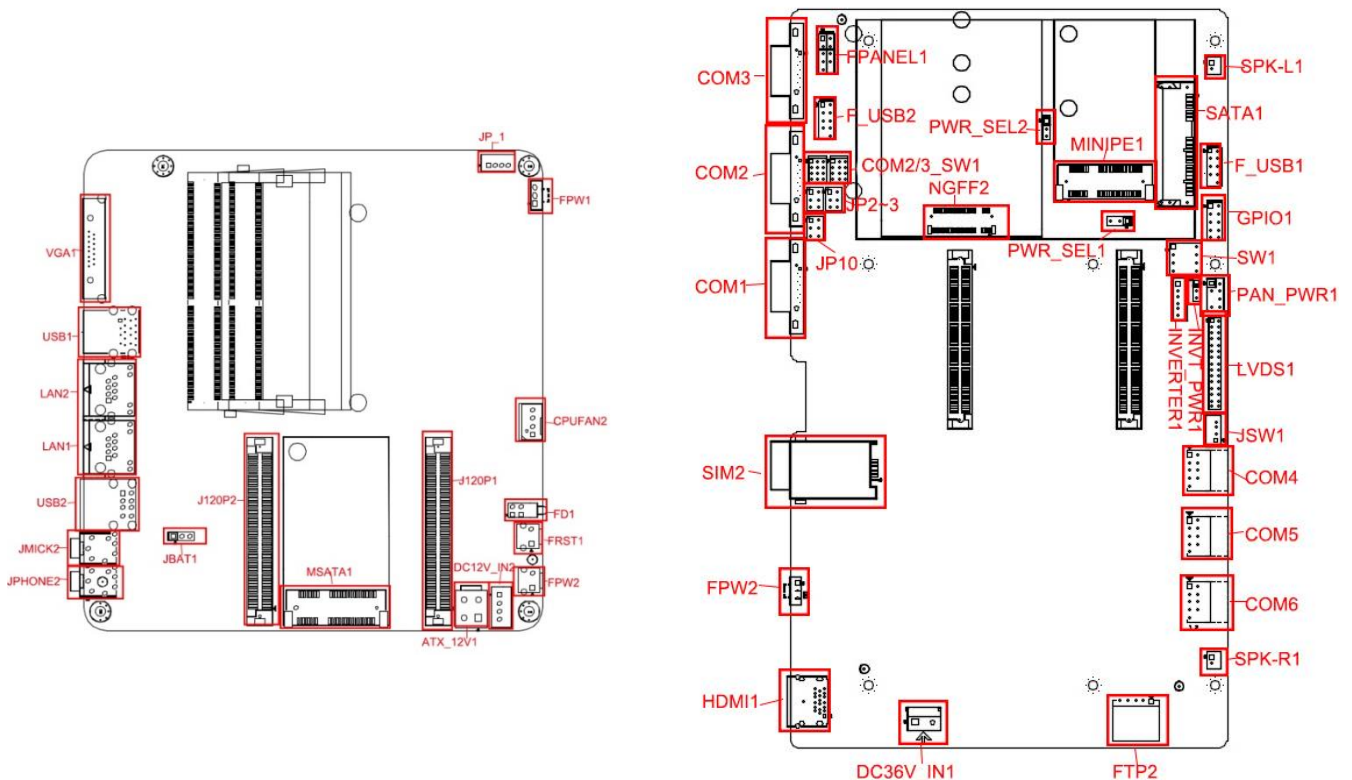 JP_1
FPW1
VGA1
USB1
LAN2
CPUFAN2
LAN1
J120P2
J120P1
USB2
FD1
JMICK2
JBAT1
FRST1
JPHONE2
MSATA1
DC12V_IN2
FPW2
ATX_12V1
FPANEL1
COM3
SPK-L1
SATA1
F_USB2
PWR_SEL2
MINIPE1
COM2
COM2/3_SW1
F_USB1
NGFF2
JP2~3
GPIO1
PWR_SEL1
JP10
SW1
COM1
PAN_PWR1
INVERTER1
INVT_PWR1
LVDS1
JSW1
SIM2
COM4
COM5
FPW2
COM6
SPK-R1
HDMI1
DC36V_IN1
FTP2